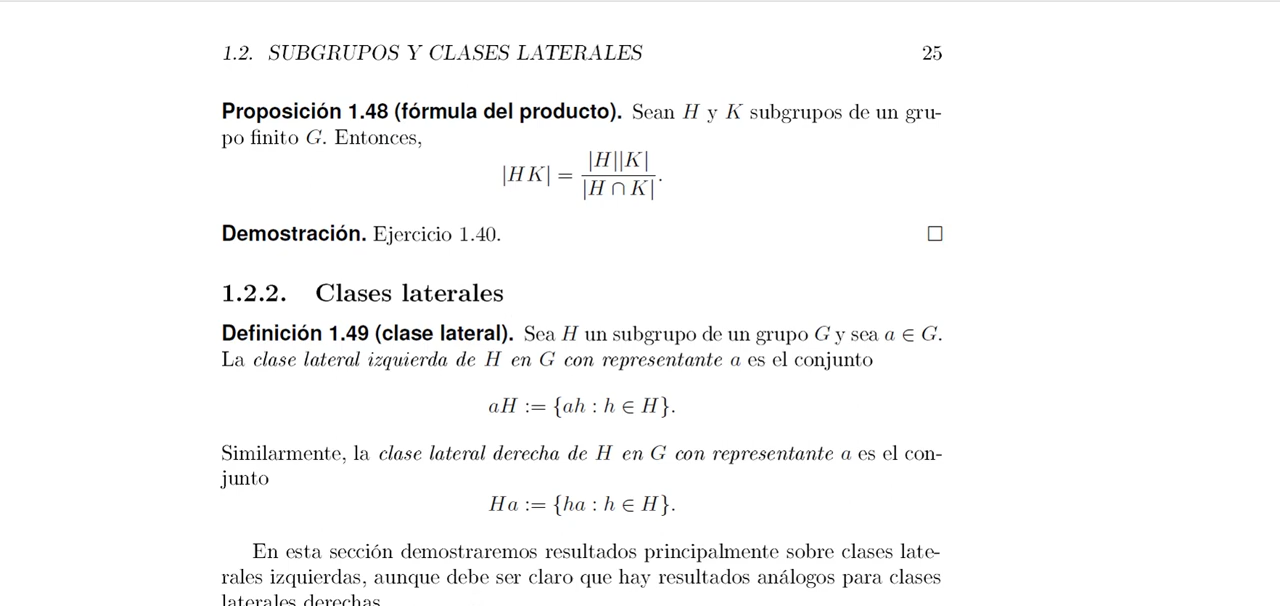 1.2. SUBGRUPOS Y CLASES LATERALES 25
Proposición 1.48 (fórmula del producto). Sean H y K subgrupos de un gru-
po finito G. Entonces,
|HK| = |H||K| / |H ∩ K|.
Demostración. Ejercicio 1.40. □
1.2.2. Clases laterales
Definición 1.49 (clase lateral). Sea H un subgrupo de un grupo G y sea a ∈ G.
La clase lateral izquierda de H en G con representante a es el conjunto
aH := {ah : h ∈ H}.
Similarmente, la clase lateral derecha de H en G con representante a es el con-
junto
Ha := {ha : h ∈ H}.
En esta sección demostraremos resultados principalmente sobre clases late-
rales izquierdas, aunque debe ser claro que hay resultados análogos para clases
laterales derechas.